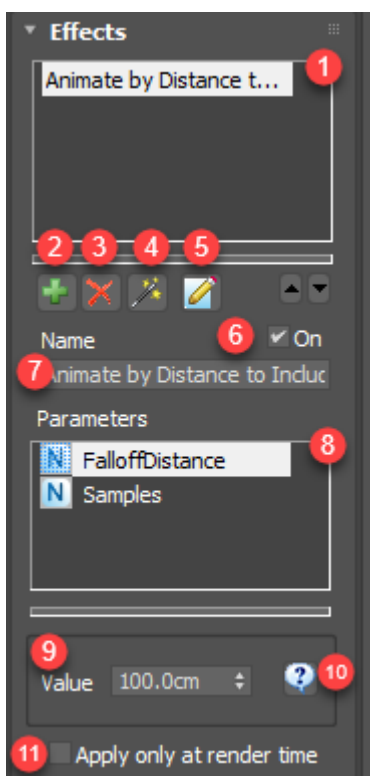 Effects
Animate by Distance t... 1
2 3 4 5
Name 6 On
7 Animate by Distance to Incluc
Parameters
N FalloffDistance 8
N Samples
9
Value 100.0cm ? 10
11 Apply only at render time